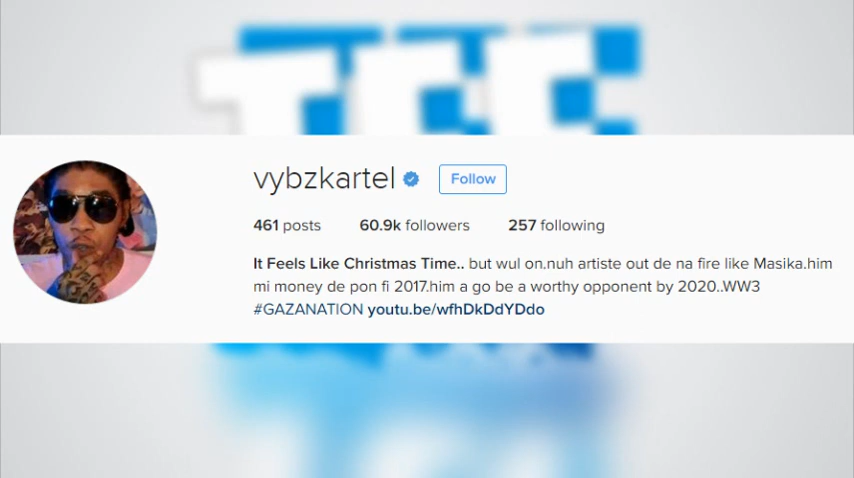 TEE
vybzkartel Follow
461 posts 60.9k followers 257 following
It Feels Like Christmas Time.. but wul on.nuh artiste out de na fire like Masika.him
mi money de pon fi 2017.him a go be a worthy opponent by 2020..WW3
#GAZANATION youtu.be/wfhDkDdYDdo